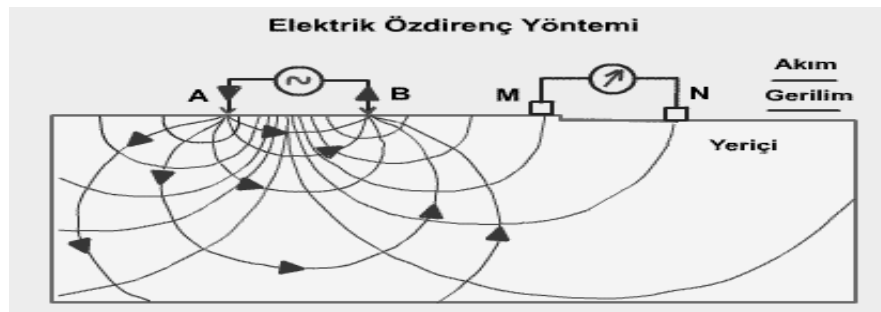 Elektrik Özdirenç Yöntemi
A
B
M
N
Akım
Gerilim
Yeriçi